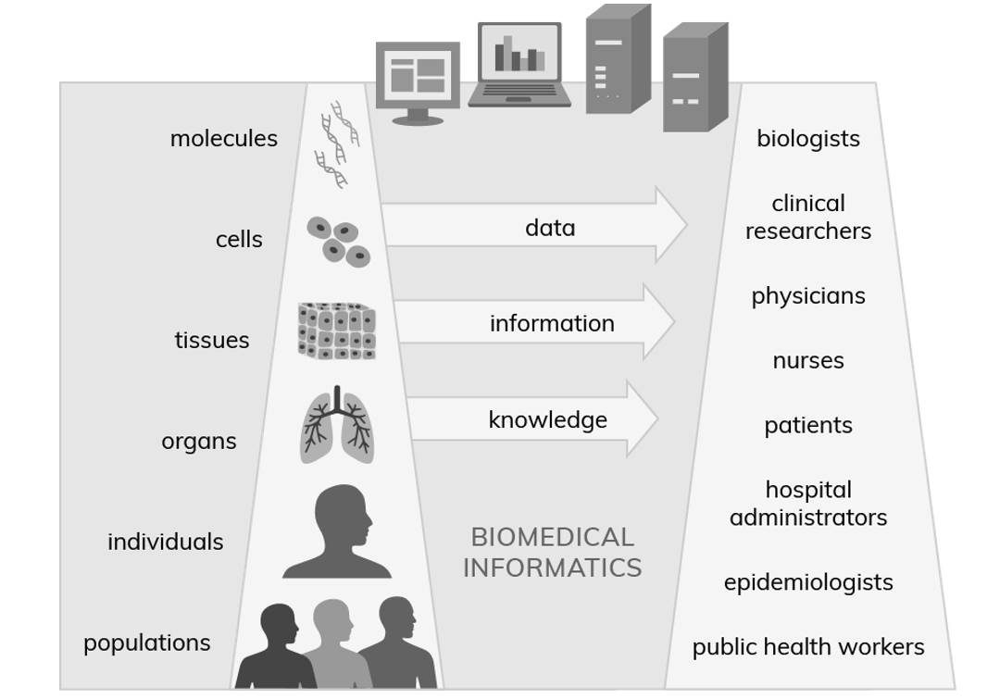 molecules
cells
tissues
organs
individuals
populations
data
information
knowledge
BIOMEDICAL
INFORMATICS
biologists
clinical
researchers
physicians
nurses
patients
hospital
administrators
epidemiologists
public health workers